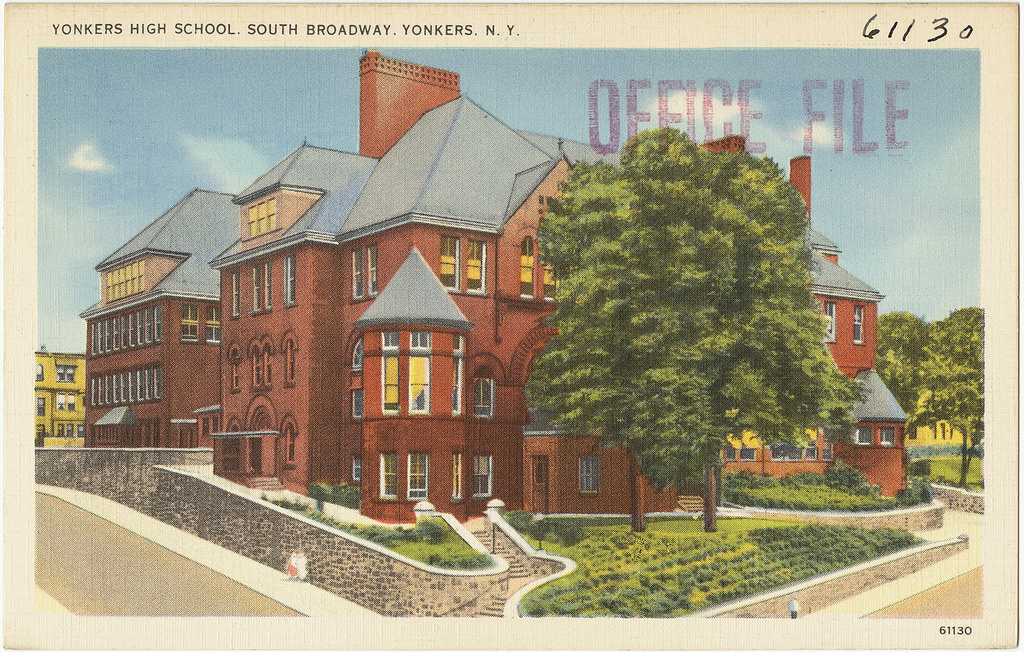 YONKERS HIGH SCHOOL. SOUTH BROADWAY. YONKERS. N. Y.
61130
OFFICE FILE
61130